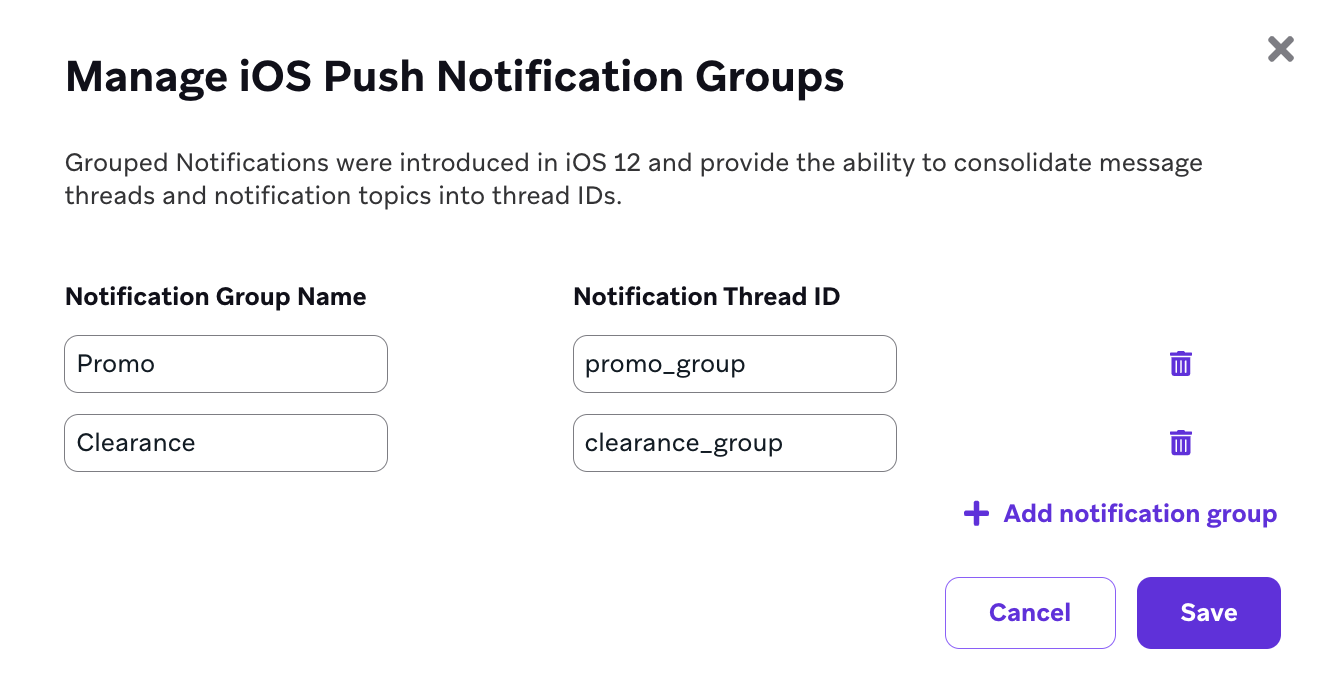 Manage iOS Push Notification Groups
Grouped Notifications were introduced in iOS 12 and provide the ability to consolidate message
threads and notification topics into thread IDs.
Notification Group Name
Notification Thread ID
Promo
promo_group
Clearance
clearance_group
Add notification group
Cancel
Save